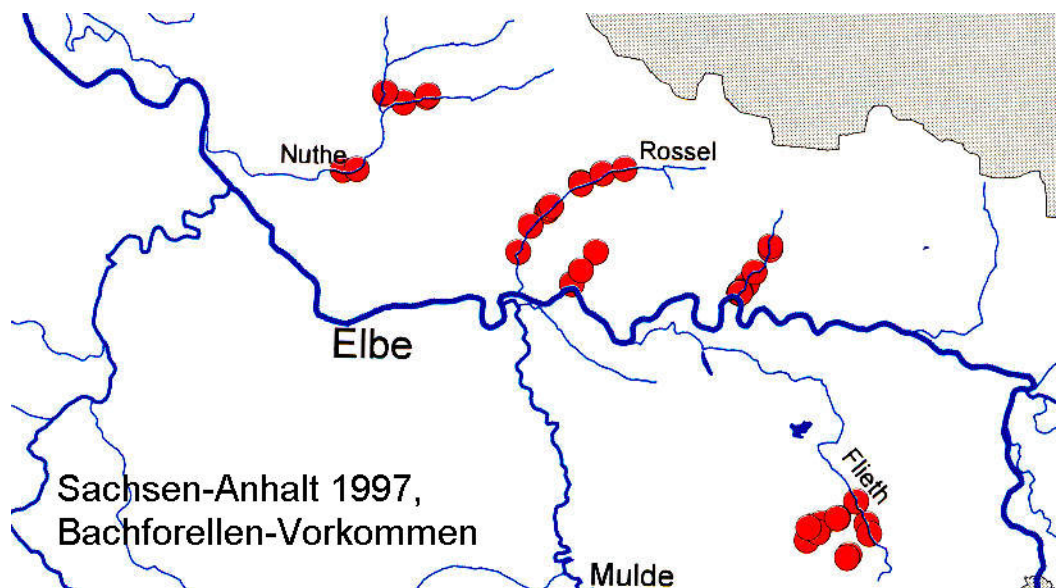 Nuthe
Rossel
Elbe
Flieth
Sachsen-Anhalt 1997,
Bachforellen-Vorkommen
Mulde